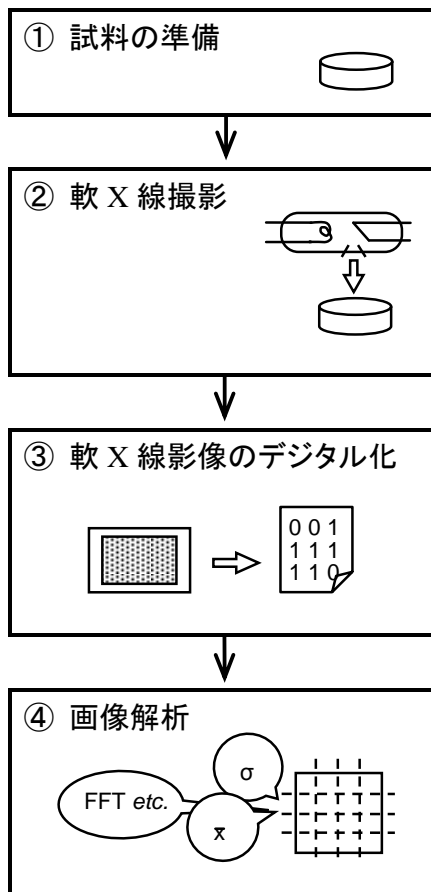 ① 試料の準備
② 軟 X 線撮影
③ 軟 X 線影像のデジタル化
0 0 1
1 1 1
1 1 0
④ 画像解析
σ
FFT etc.
x̄